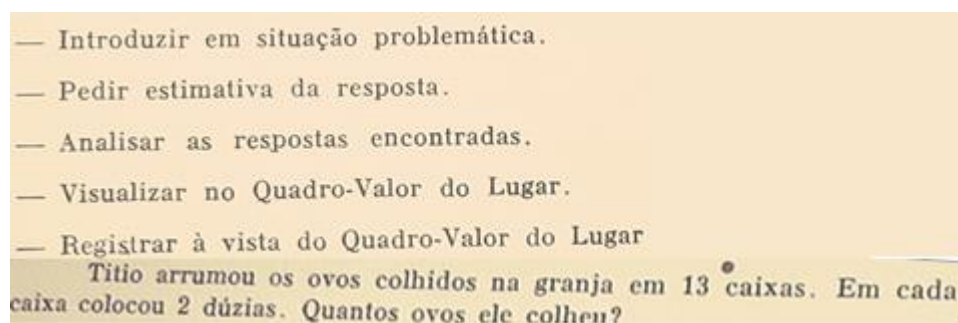 — Introduzir em situação problemática.
— Pedir estimativa da resposta.
— Analisar as respostas encontradas.
— Visualizar no Quadro-Valor do Lugar.
— Registrar à vista do Quadro-Valor do Lugar
Titio arrumou os ovos colhidos na granja em 13 caixas. Em cada
caixa colocou 2 dúzias. Quantos ovos ele colheu?